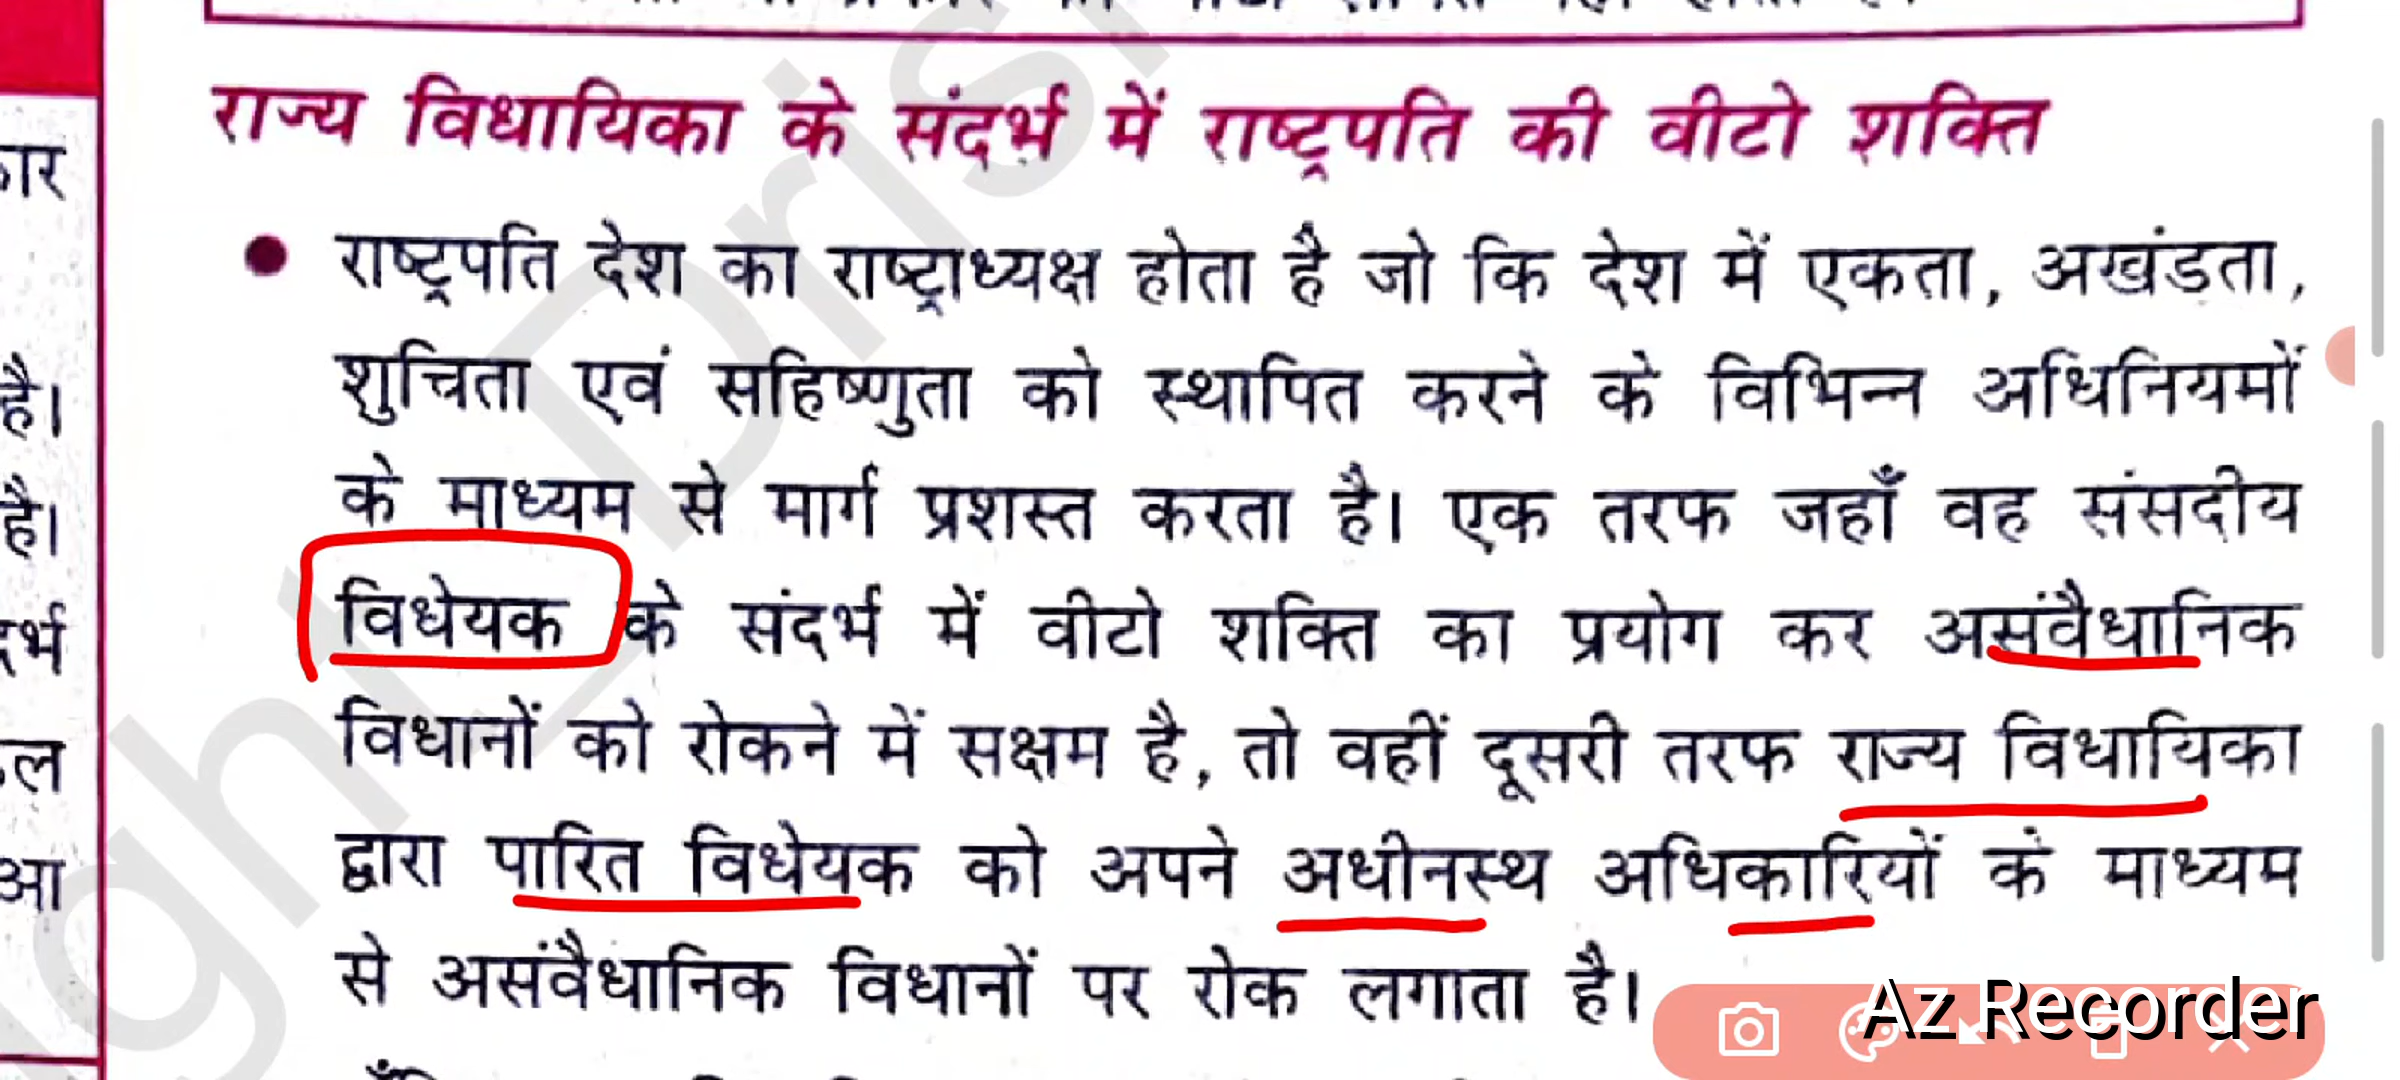 राज्य विधायिका के संदर्भ में राष्ट्रपति की वीटो शक्ति
● राष्ट्रपति देश का राष्ट्राध्यक्ष होता है जो कि देश में एकता, अखंडता,
शुचिता एवं सहिष्णुता को स्थापित करने के विभिन्न अधिनियमों
के माध्यम से मार्ग प्रशस्त करता है। एक तरफ जहाँ वह संसदीय
विधेयक के संदर्भ में वीटो शक्ति का प्रयोग कर असंवैधानिक
विधानों को रोकने में सक्षम है, तो वहीं दूसरी तरफ राज्य विधायिका
द्वारा पारित विधेयक को अपने अधीनस्थ अधिकारियों के माध्यम
से असंवैधानिक विधानों पर रोक लगाता है।
है।
है।
Az Recorder